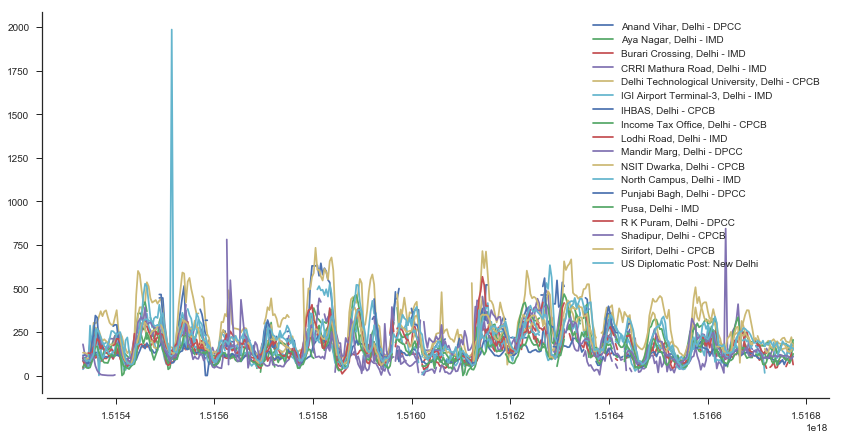 2000
1750
1500
1250
1000
750
500
250
0
Anand Vihar, Delhi - DPCC
Aya Nagar, Delhi - IMD
Burari Crossing, Delhi - IMD
CRRI Mathura Road, Delhi - IMD
Delhi Technological University, Delhi - CPCB
IGI Airport Terminal-3, Delhi - IMD
IHBAS, Delhi - CPCB
Income Tax Office, Delhi - CPCB
Lodhi Road, Delhi - IMD
Mandir Marg, Delhi - DPCC
NSIT Dwarka, Delhi - CPCB
North Campus, Delhi - IMD
Punjabi Bagh, Delhi - DPCC
Pusa, Delhi - IMD
R K Puram, Delhi - DPCC
Shadipur, Delhi - CPCB
Sirifort, Delhi - CPCB
US Diplomatic Post: New Delhi
1.5154 1.5156 1.5158 1.5160 1.5162 1.5164 1.5166 1.5168
1e18